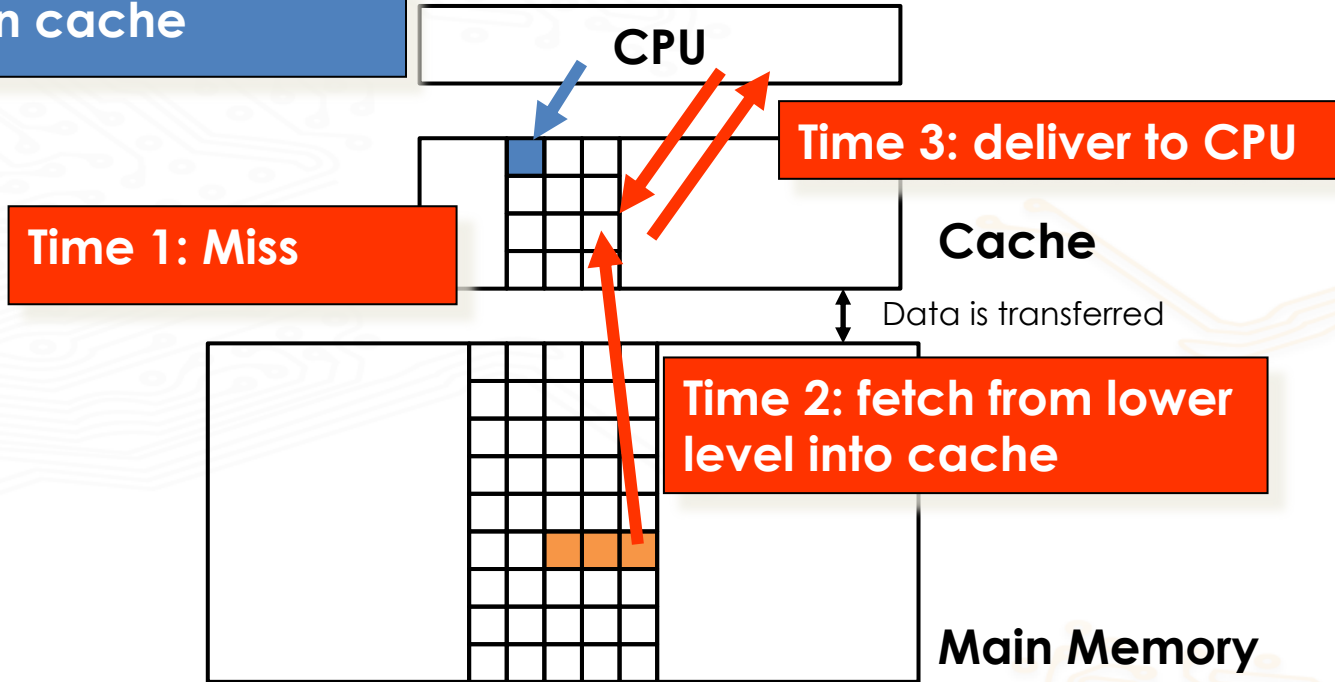 n cache
CPU
Time 3: deliver to CPU
Time 1: Miss
Cache
Data is transferred
Time 2: fetch from lower
level into cache
Main Memory